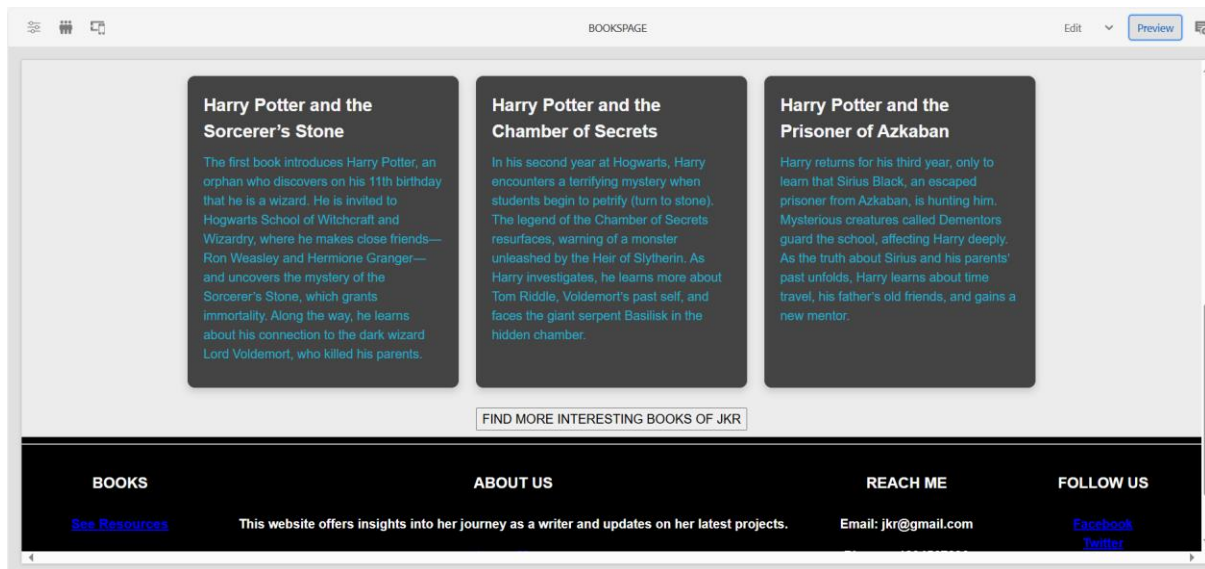 BOOKSPAGE
Edit
Preview
Harry Potter and the
Sorcerer’s Stone
The first book introduces Harry Potter, an
orphan who discovers on his 11th birthday
that he is a wizard. He is invited to
Hogwarts School of Witchcraft and
Wizardry, where he makes close friends—
Ron Weasley and Hermione Granger—
and uncovers the mystery of the
Sorcerer's Stone, which grants
immortality. Along the way, he learns
about his connection to the dark wizard
Lord Voldemort, who killed his parents.
Harry Potter and the
Chamber of Secrets
In his second year at Hogwarts, Harry
encounters a terrifying mystery when
students begin to petrify (turn to stone).
The legend of the Chamber of Secrets
resurfaces, warning of a monster
unleashed by the Heir of Slytherin. As
Harry investigates, he learns more about
Tom Riddle, Voldemort's past self, and
faces the giant serpent Basilisk in the
hidden chamber.
Harry Potter and the
Prisoner of Azkaban
Harry returns for his third year, only to
learn that Sirius Black, an escaped
prisoner from Azkaban, is hunting him.
Mysterious creatures called Dementors
guard the school, affecting Harry deeply.
As the truth about Sirius and his parents'
past unfolds, Harry learns about time
travel, his father's old friends, and gains a
new mentor.
FIND MORE INTERESTING BOOKS OF JKR
BOOKS
See Resources
ABOUT US
This website offers insights into her journey as a writer and updates on her latest projects.
REACH ME
Email: jkr@gmail.com
FOLLOW US
Facebook
Twitter